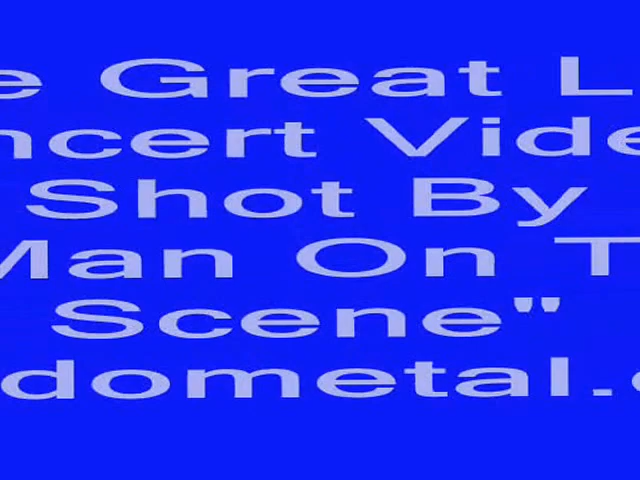 e Great L
ncert Vide
Shot By
Man On T
Scene"
dometal.